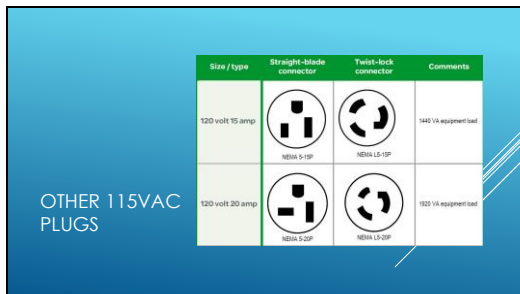 Size / type
Straight-blade
connector
Twist-lock
connector
Comments
120 volt 15 amp
NEMA 5-15P
NEMA L5-15P
1440 VA equipment load
120 volt 20 amp
NEMA 5-20P
NEMA L5-20P
1920 VA equipment load
OTHER 115VAC
PLUGS